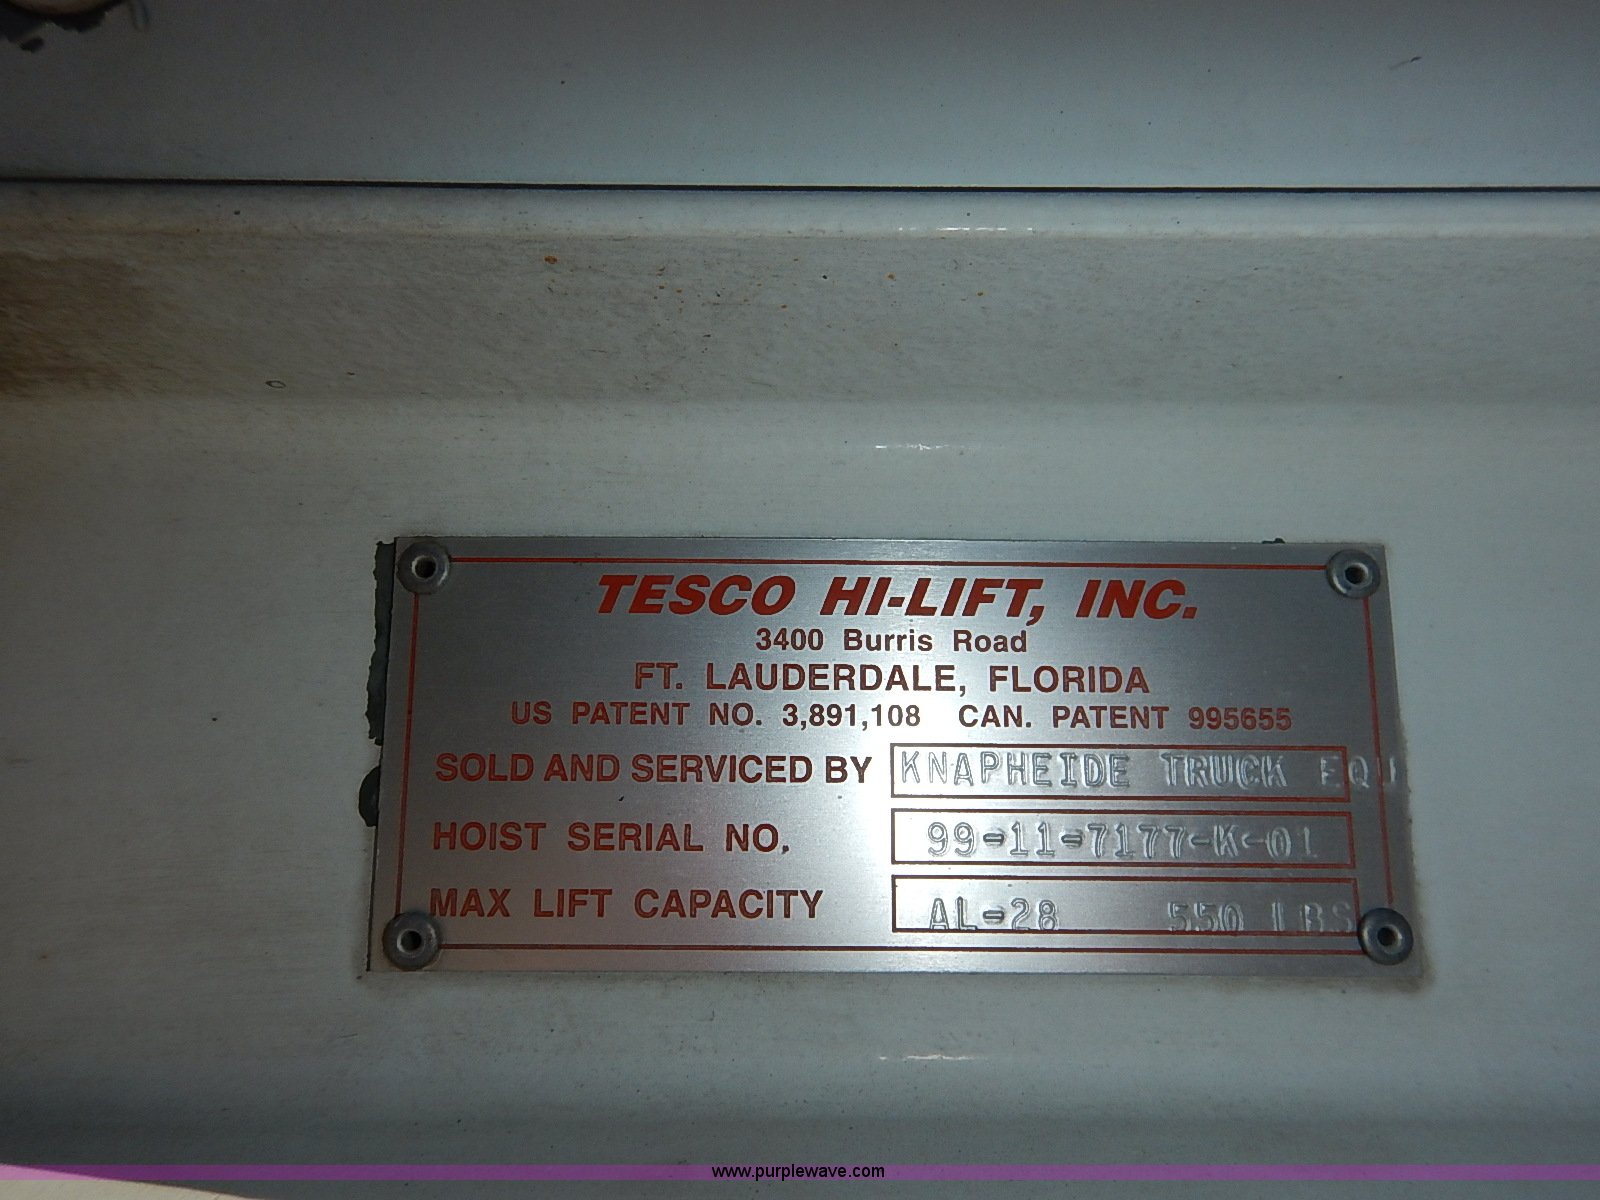 TESCO HI-LIFT, INC.
3400 Burris Road
FT. LAUDERDALE, FLORIDA
US PATENT NO. 3,891,108 CAN. PATENT 995655
SOLD AND SERVICED BY KNAPHEIDE TRUCK EQU
HOIST SERIAL NO. 99-11-7177-K-01
MAX LIFT CAPACITY AL-28 550 LBS
www.purplewave.com